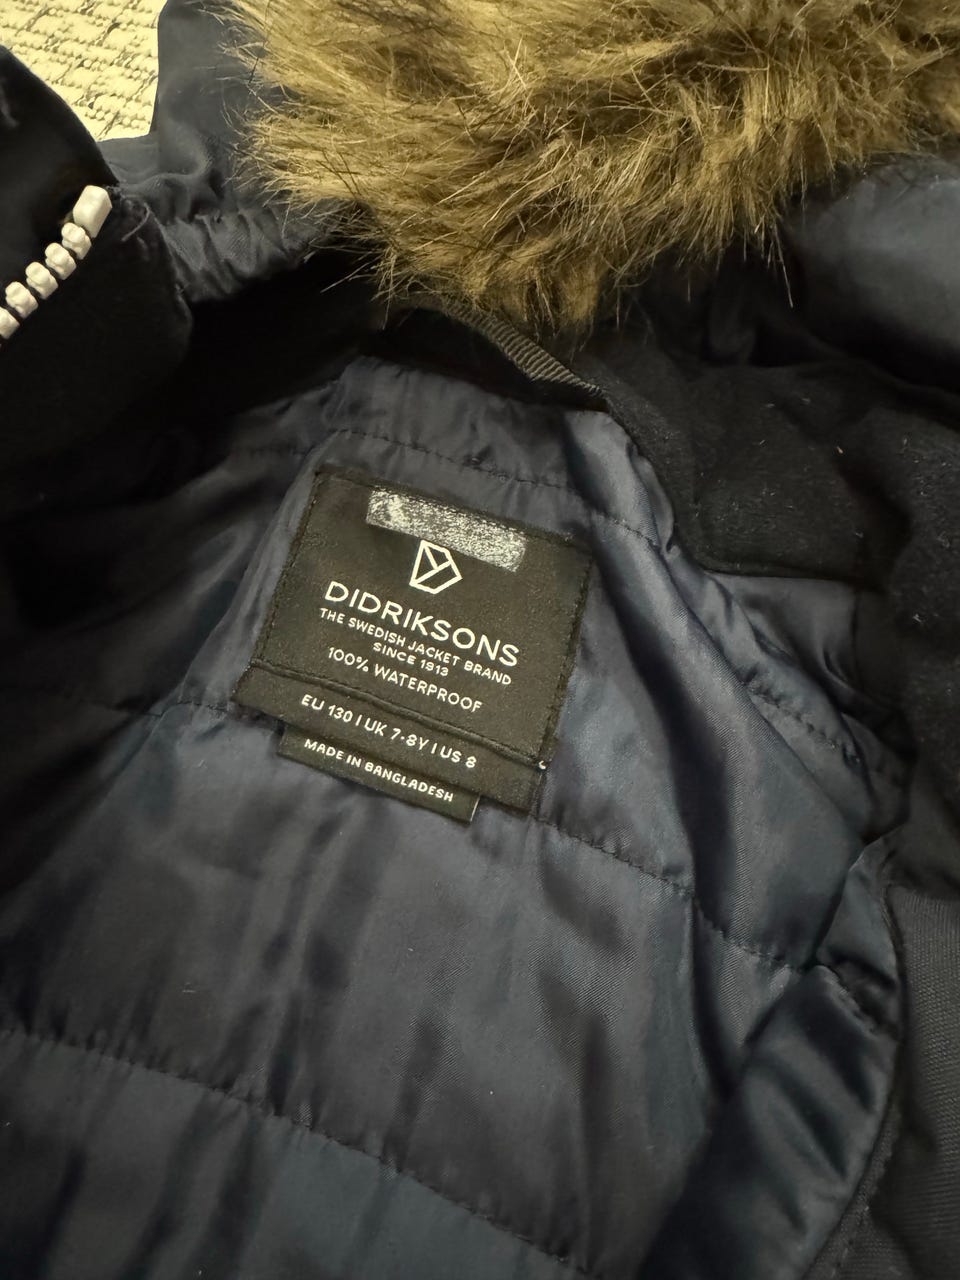 DIDRIKSONS
THE SWEDISH JACKET BRAND
SINCE 1913
100% WATERPROOF
EU 130 | UK 7-8Y | US 8
MADE IN BANGLADESH